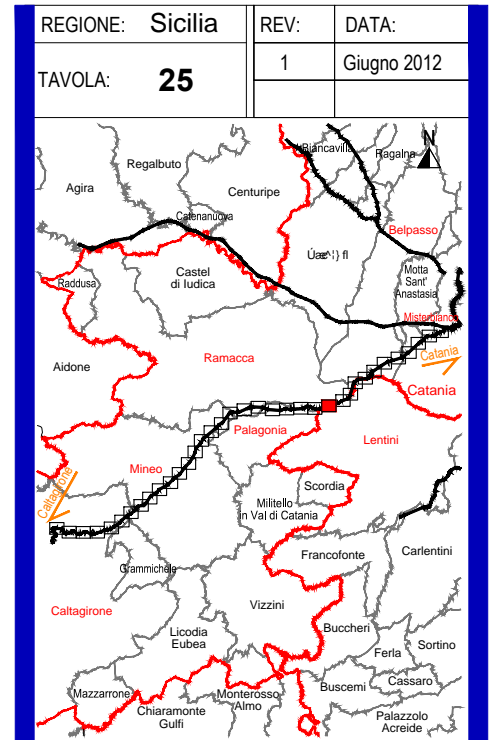 REGIONE: Sicilia REV: DATA:
TAVOLA: 25 1 Giugno 2012
N
Biancavilla
Ragalna
Regalbuto
Agira
Centuripe
Catenanuova
Belpasso
Motta
Sant'
Anastasia
Castel
di Iudica
Raddusa
Misterbianco
Ramacca
Catania
Aidone
Catania
Palagonia
Lentini
Mineo
Scordia
Caltagirone
Militello
in Val di Catania
Francofonte
Carlentini
Grammichele
Vizzini
Caltagirone
Licodia
Eubea
Buccheri
Ferla
Sortino
Cassaro
Buscemi
Mazzarrone
Monterosso
Almo
Chiaramonte
Gulfi
Palazzolo
Acreide